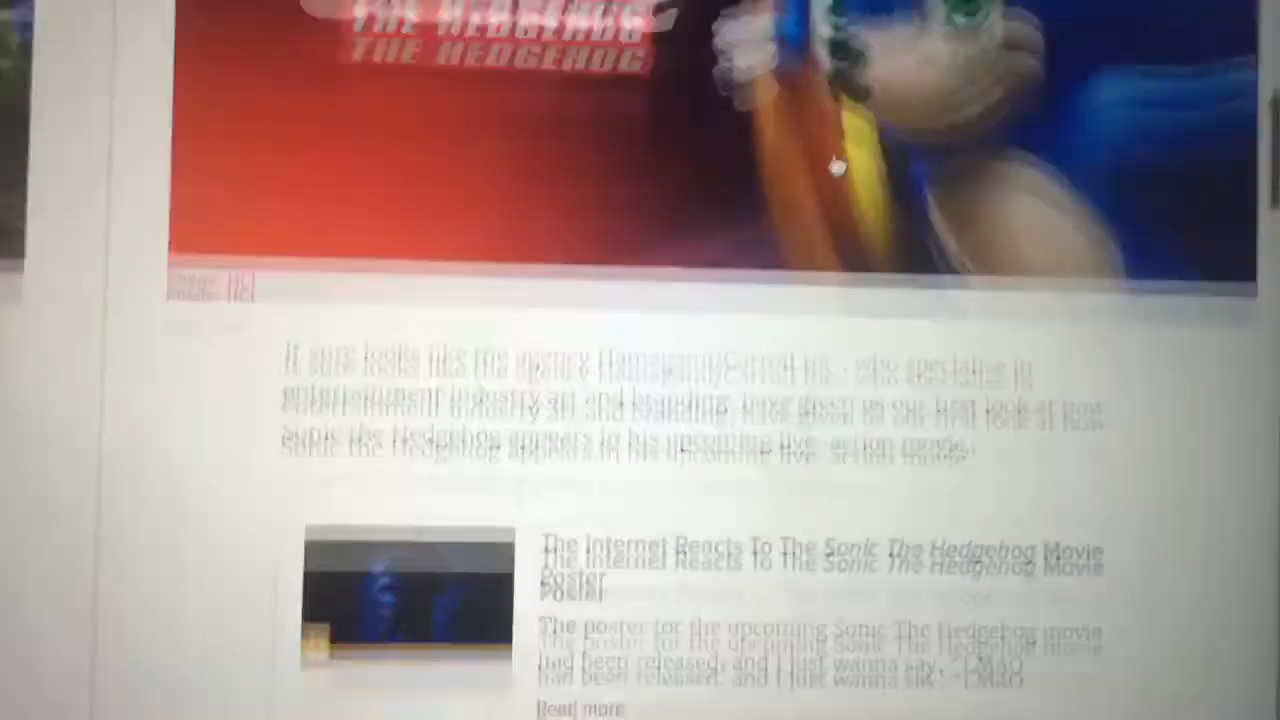 THE HEDGEHOG
It sure looks like the agency Hamagami/Carroll Inc., who specialise in
entertainment industry art and branding, have given us our first look at how
Sonic the Hedgehog appears in his upcoming live-action movie.
The Internet Reacts To The Sonic The Hedgehog Movie
Poster
The poster for the upcoming Sonic The Hedgehog movie
had been released, and I just wanna say, "LMAO
Read more